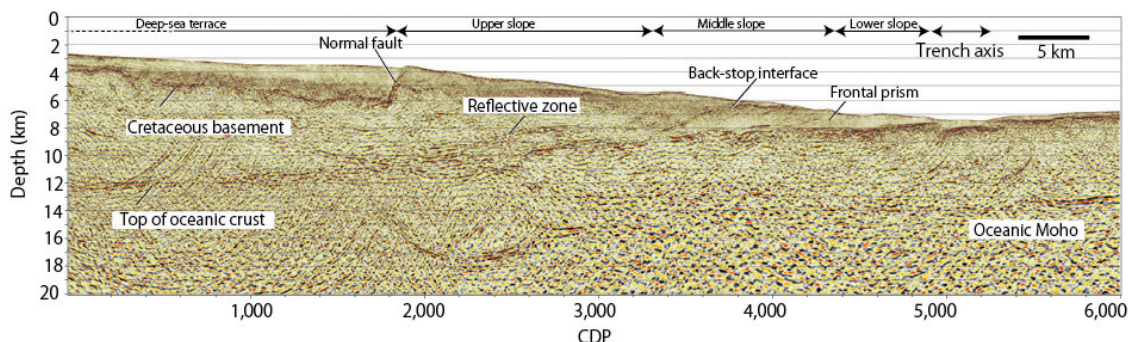 Deep-sea terrace
Upper slope
Middle slope
Lower slope
Trench axis
5 km
Normal fault
Back-stop interface
Frontal prism
Reflective zone
Cretaceous basement
Top of oceanic crust
Oceanic Moho
Depth (km)
0
2
4
6
8
10
12
14
16
18
20
1,000
2,000
3,000
4,000
5,000
6,000
CDP